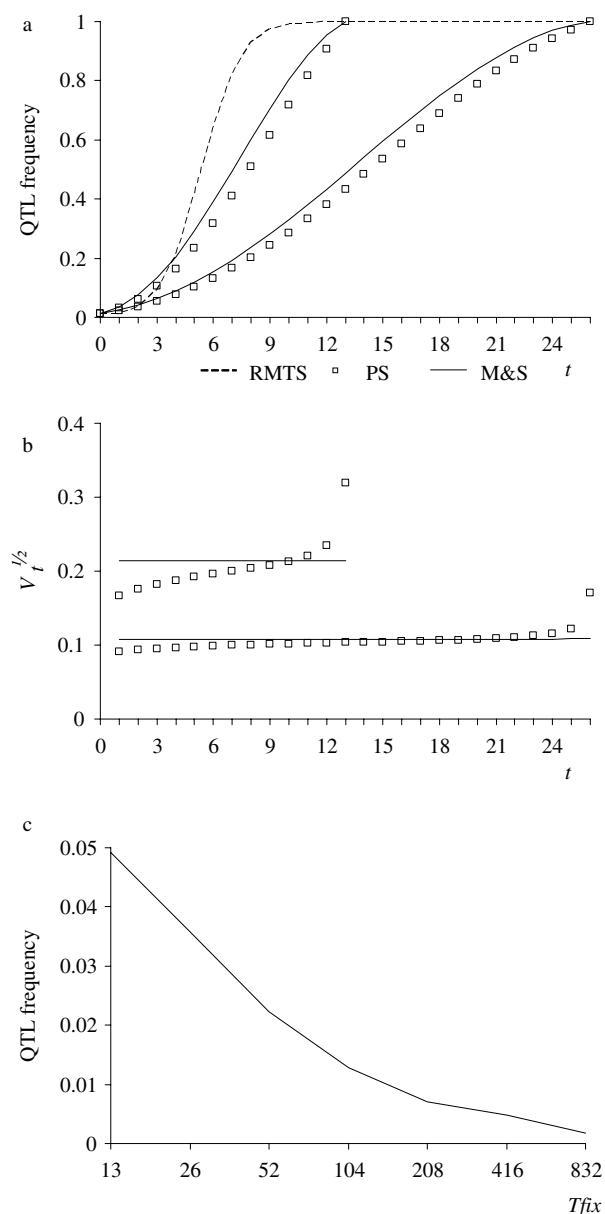 a
QTL frequency
1
0.8
0.6
0.4
0.2
0
0 3 6 9 12 15 18 21 24
t
RMTS PS M&S
b
V t ½
0.4
0.3
0.2
0.1
0
0 3 6 9 12 15 18 21 24
t
c
QTL frequency
0.05
0.04
0.03
0.02
0.01
0
13 26 52 104 208 416 832
Tfix